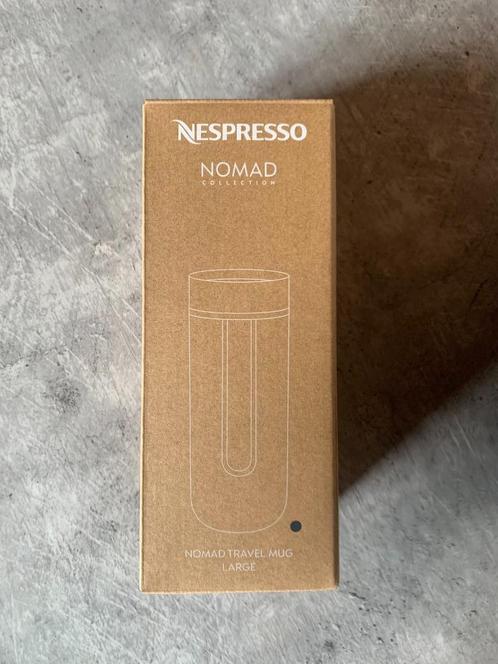 NESPRESSO
NOMAD
COLLECTION
NOMAD TRAVEL MUG
LARGE